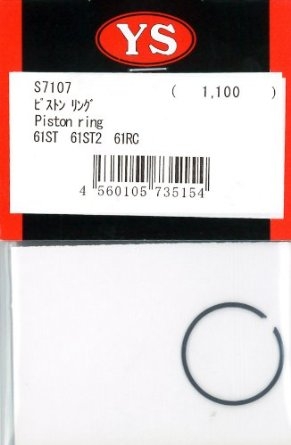 YS
S7107 ( 1,100 )
ﾋﾟｽﾄﾝ ﾘﾝｸﾞ
Piston ring
61ST 61ST2 61RC
4 560105 735154